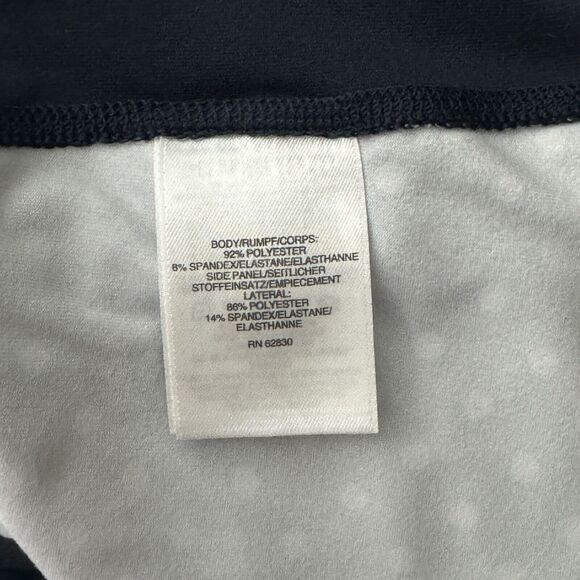 BODY/RUMPF/CORPS:
92% POLYESTER
8% SPANDEX/ELASTANE/ELASTHANNE
SIDE PANEL/SEITLICHER
STOFFEINSATZ/EMPIECEMENT
LATERAL:
86% POLYESTER
14% SPANDEX/ELASTANE/
ELASTHANNE
RN 62830